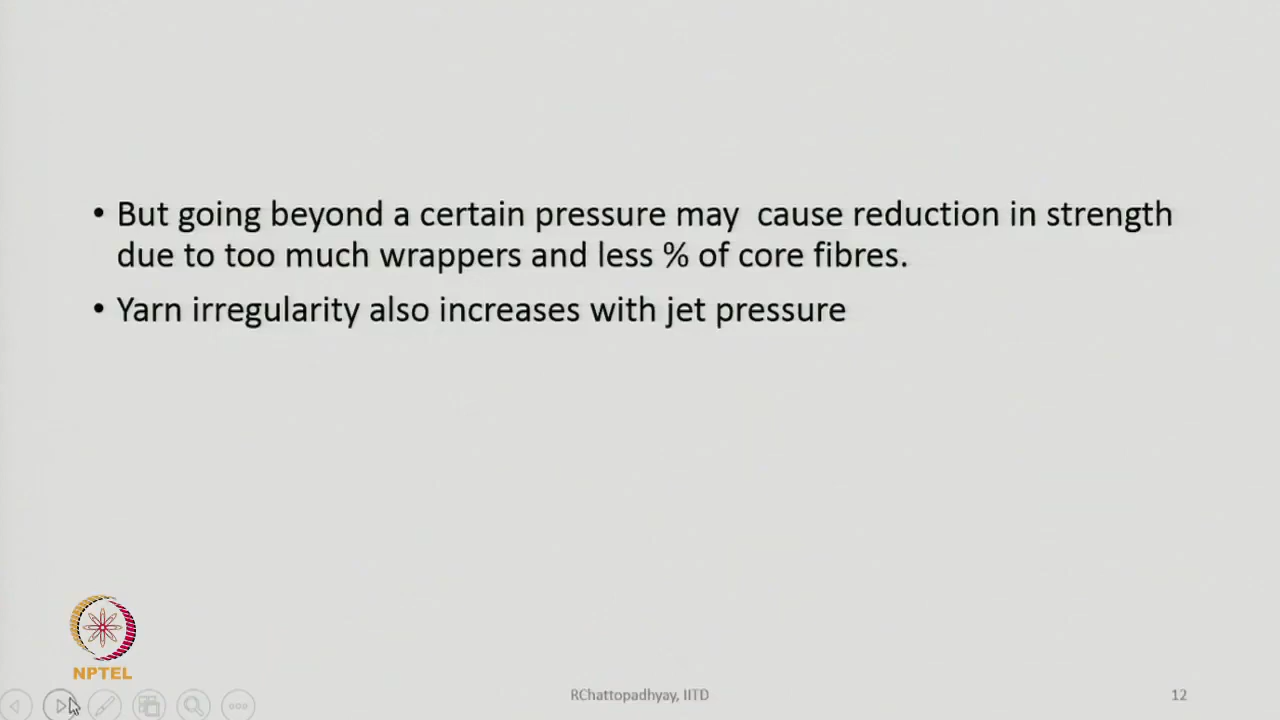 • But going beyond a certain pressure may  cause reduction in strength
due to too much wrappers and less % of core fibres.
• Yarn irregularity also increases with jet pressure
NPTEL
RChattopadhyay, IITD
12